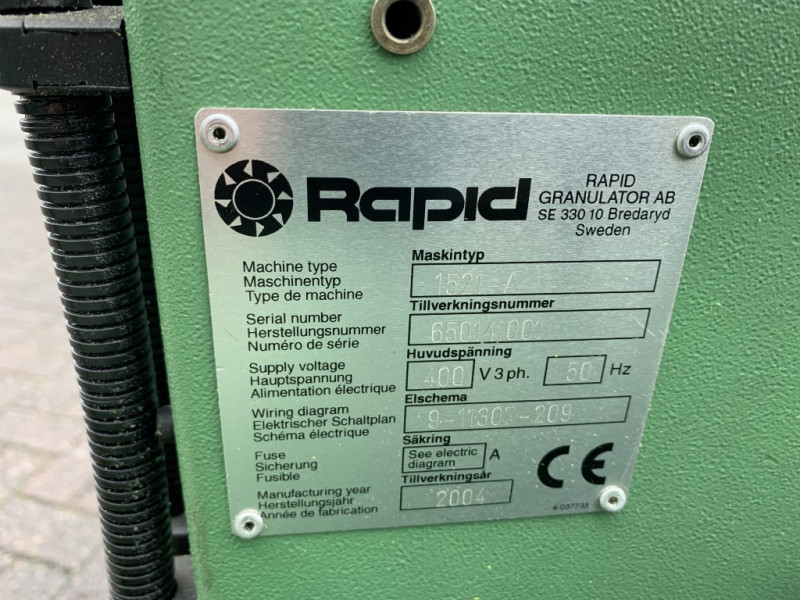 Rapid
RAPID
GRANULATOR AB
SE 330 10 Bredaryd
Sweden
Maskintyp
Machine type
Maschinentyp
Type de machine
1521-A
Tillverkningsnummer
Serial number
Herstellungsnummer
Numéro de série
Huvudspänning
Supply voltage
Hauptspannung
Alimentation électrique
400 V 3 ph. 50 Hz
Elschema
Wiring diagram
Elektrischer Schaltplan
Schéma électrique
Säkring
Fuse
Sicherung
Fusible
See electric
diagram A
Tillverkningsår
Manufacturing year
Herstellungsjahr
Année de fabrication
2004
CE
4-037733